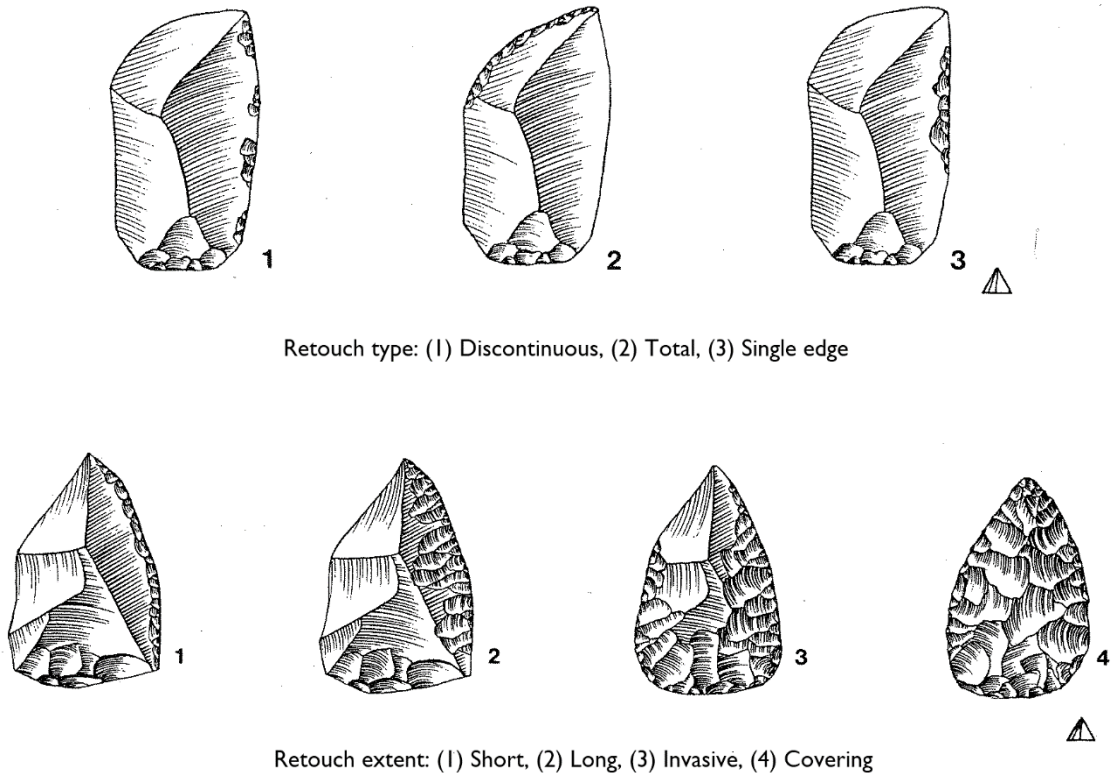 1 2 3
Retouch type: (1) Discontinuous, (2) Total, (3) Single edge
1 2 3 4
Retouch extent: (1) Short, (2) Long, (3) Invasive, (4) Covering